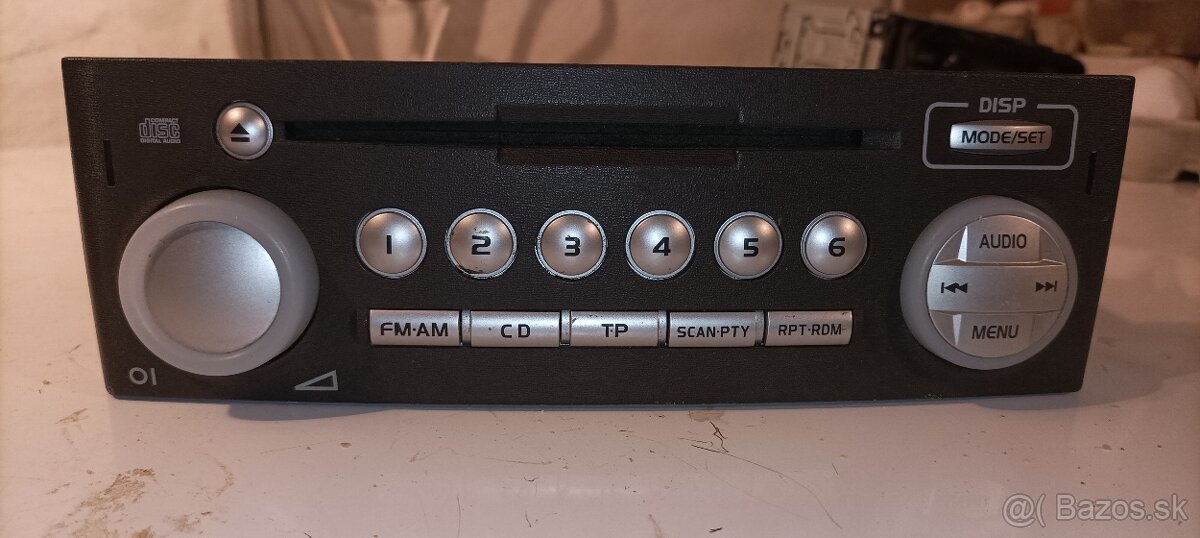 DISP
COMPACT
disc
DIGITAL AUDIO
MODE/SET
1 2 3 4 5 6
AUDIO
FM·AM CD TP SCAN·PTY RPT·RDM
MENU
@( Bazos.sk